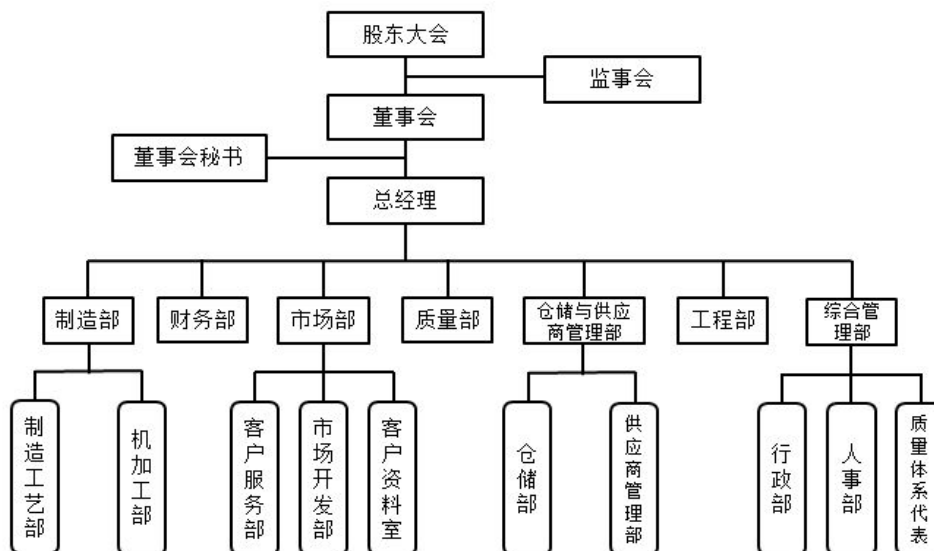 股东大会
监事会
董事会
董事会秘书
总经理
制造部
财务部
市场部
质量部
仓储与供应
商管理部
工程部
综合管
理部
制造工艺部
机加工部
客户服务部
市场开发部
客户资料室
仓储部
供应商管理部
行政部
人事部
质量体系代表